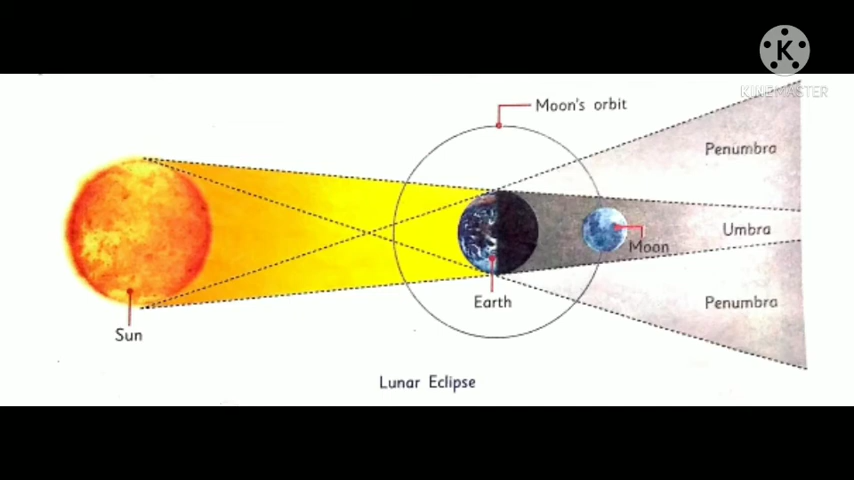 K
KINEMASTER
Moon's orbit
Penumbra
Umbra
Moon
Earth
Penumbra
Sun
Lunar Eclipse